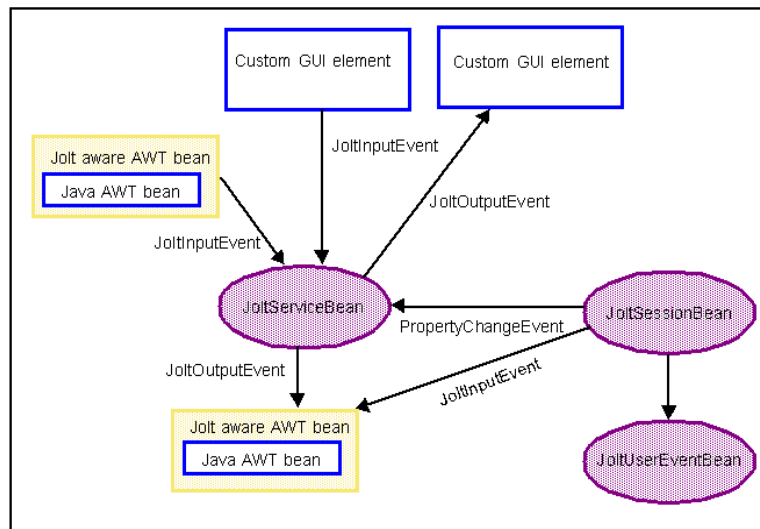 Custom GUI element
Custom GUI element
JoltInputEvent
Jolt aware AWT bean
Java AWT bean
JoltOutputEvent
JoltInputEvent
JoltServiceBean
JoltSessionBean
PropertyChangeEvent
JoltOutputEvent
JoltInputEvent
Jolt aware AWT bean
Java AWT bean
JoltUserEventBean